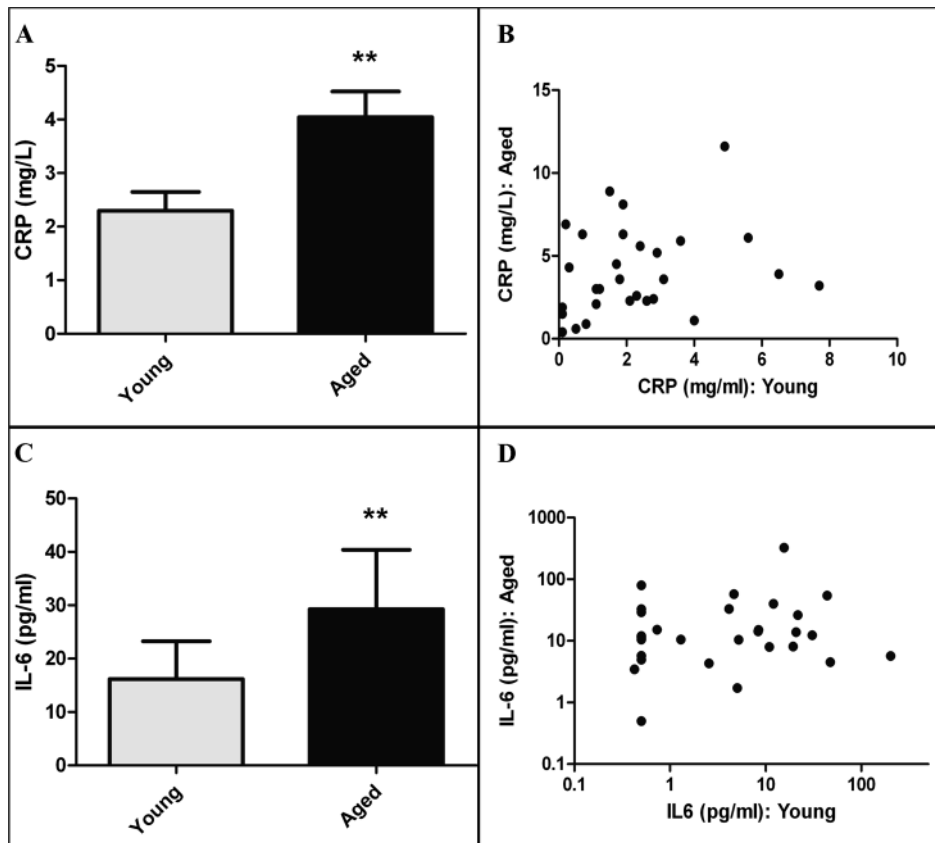 A
**
5
4
3
2
1
0
CRP (mg/L)
Young
Aged
B
15
10
5
0
CRP (mg/L): Aged
0 2 4 6 8 10
CRP (mg/ml): Young
C
**
50
40
30
20
10
0
IL-6 (pg/ml)
Young
Aged
D
1000
100
10
1
0.1
IL-6 (pg/ml): Aged
0.1 1 10 100
IL6 (pg/ml): Young